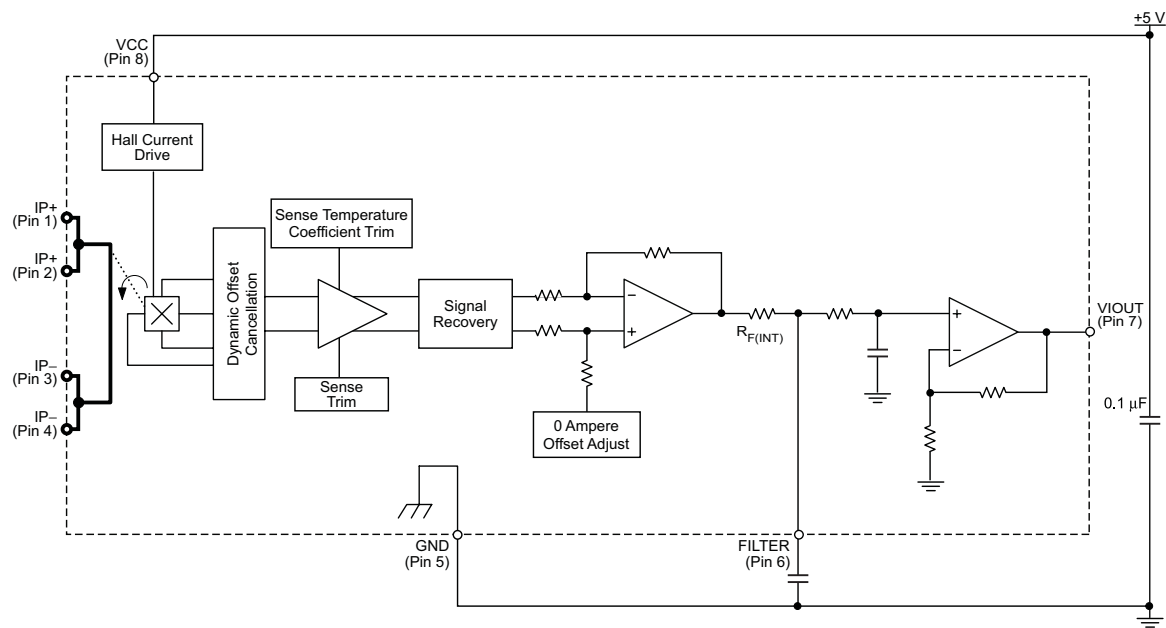 +5 V
VCC
(Pin 8)
Hall Current
Drive
IP+
(Pin 1)
IP+
(Pin 2)
IP–
(Pin 3)
IP–
(Pin 4)
Dynamic Offset
Cancellation
Sense Temperature
Coefficient Trim
Sense
Trim
Signal
Recovery
0 Ampere
Offset Adjust
–
+
RF(INT)
+
–
VIOUT
(Pin 7)
0.1 μF
GND
(Pin 5)
FILTER
(Pin 6)